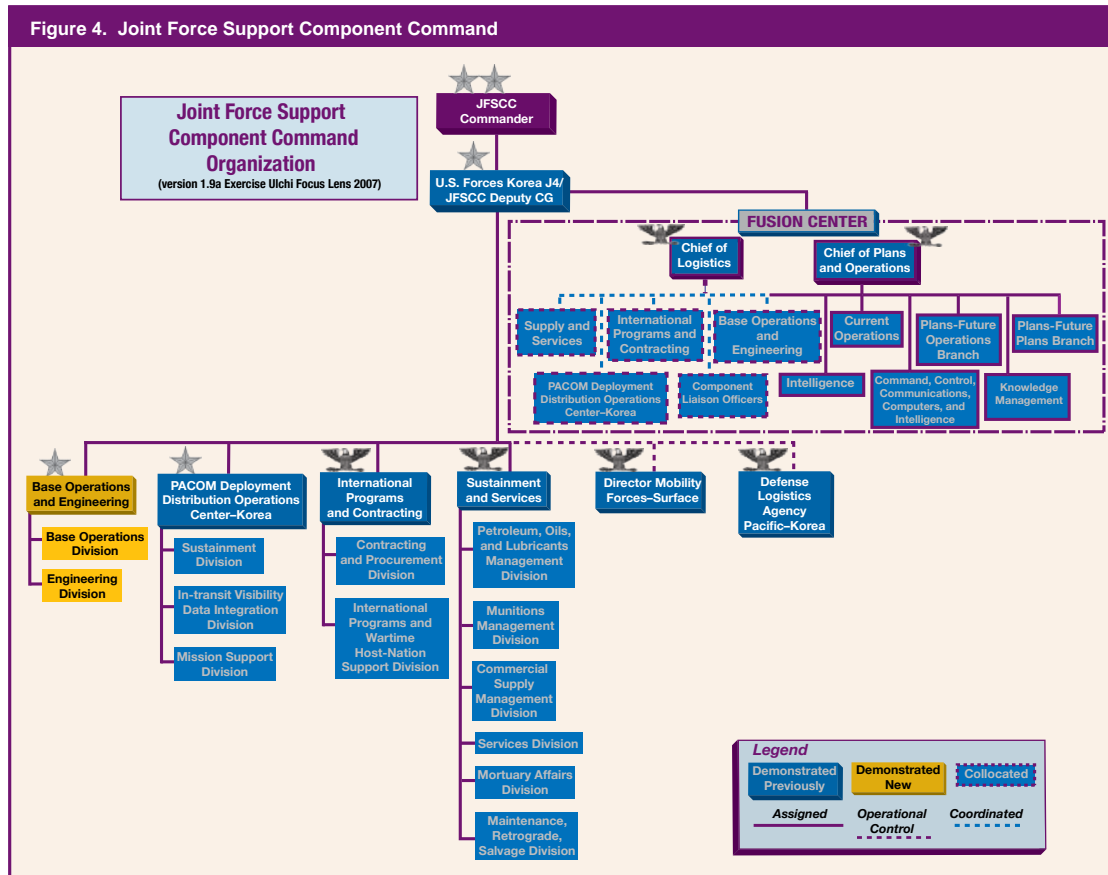 Figure 4. Joint Force Support Component Command
Joint Force Support
Component Command
Organization
(version 1.9a Exercise Ulchi Focus Lens 2007)
JFSCC
Commander
U.S. Forces Korea J4/
JFSCC Deputy CG
FUSION CENTER
Chief of
Logistics
Chief of Plans
and Operations
Supply and
Services
International
Programs and
Contracting
Base Operations
and
Engineering
Current
Operations
Plans-Future
Operations
Branch
Plans-Future
Plans Branch
PACOM Deployment
Distribution Operations
Center–Korea
Component
Liaison Officers
Intelligence
Command, Control,
Communications,
Computers, and
Intelligence
Knowledge
Management
Base Operations
and Engineering
PACOM Deployment
Distribution Operations
Center–Korea
International
Programs
and Contracting
Sustainment
and Services
Director Mobility
Forces–Surface
Defense
Logistics
Agency
Pacific–Korea
Base Operations
Division
Engineering
Division
Sustainment
Division
In-transit Visibility
Data Integration
Division
Mission Support
Division
Contracting
and Procurement
Division
International
Programs and
Wartime
Host-Nation
Support Division
Petroleum, Oils,
and Lubricants
Management
Division
Munitions
Management
Division
Commercial
Supply
Management
Division
Services Division
Mortuary Affairs
Division
Maintenance,
Retrograde,
Salvage Division
Legend
Demonstrated
Previously
Demonstrated
New
Collocated
Assigned
Operational
Control
Coordinated